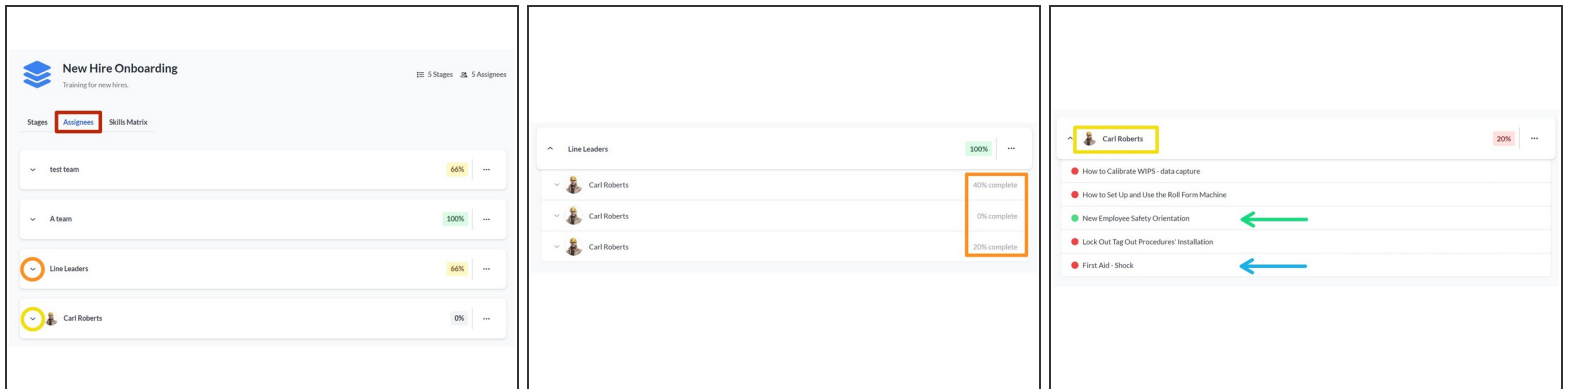 New Hire Onboarding
Training for new hires.
5 Stages 5 Assignees
Stages Assignees Skills Matrix
test team 66%
A team 100%
Line Leaders 66%
Carl Roberts 0%
Line Leaders 100%
Carl Roberts 40% complete
Carl Roberts 0% complete
Carl Roberts 20% complete
Carl Roberts 20%
How to Calibrate WIPS - data capture
How to Set Up and Use the Roll Form Machine
New Employee Safety Orientation
Lock Out Tag Out Procedures' Installation
First Aid - Shock